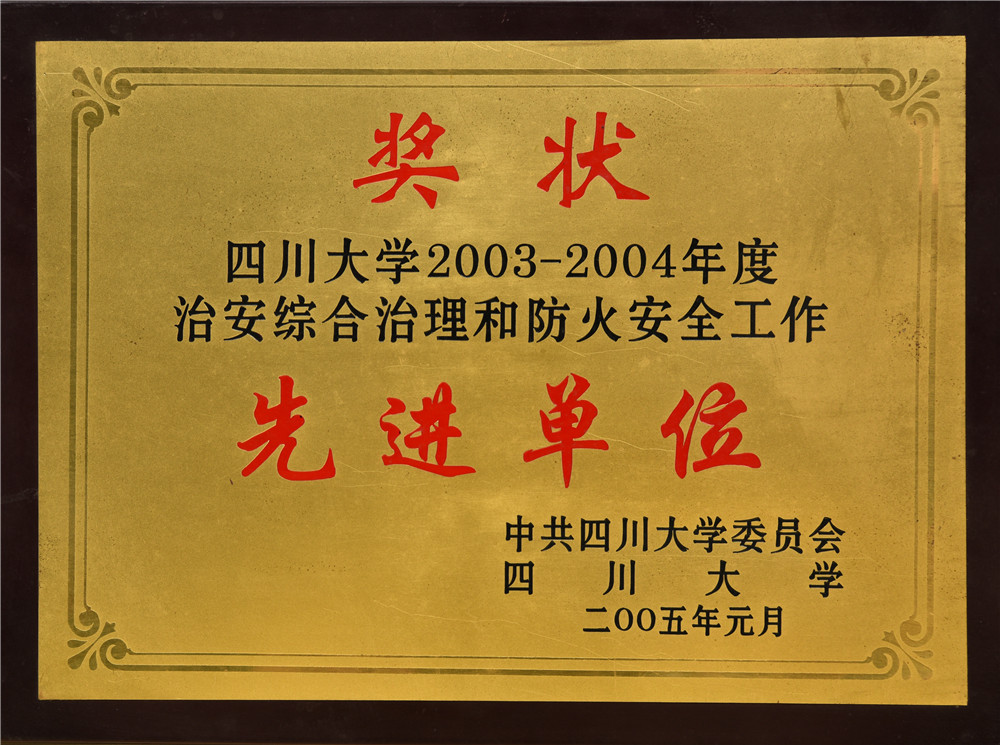 奖状
四川大学2003-2004年度
治安综合治理和防火安全工作
先进单位
中共四川大学委员会
四川大学
二〇〇五年元月